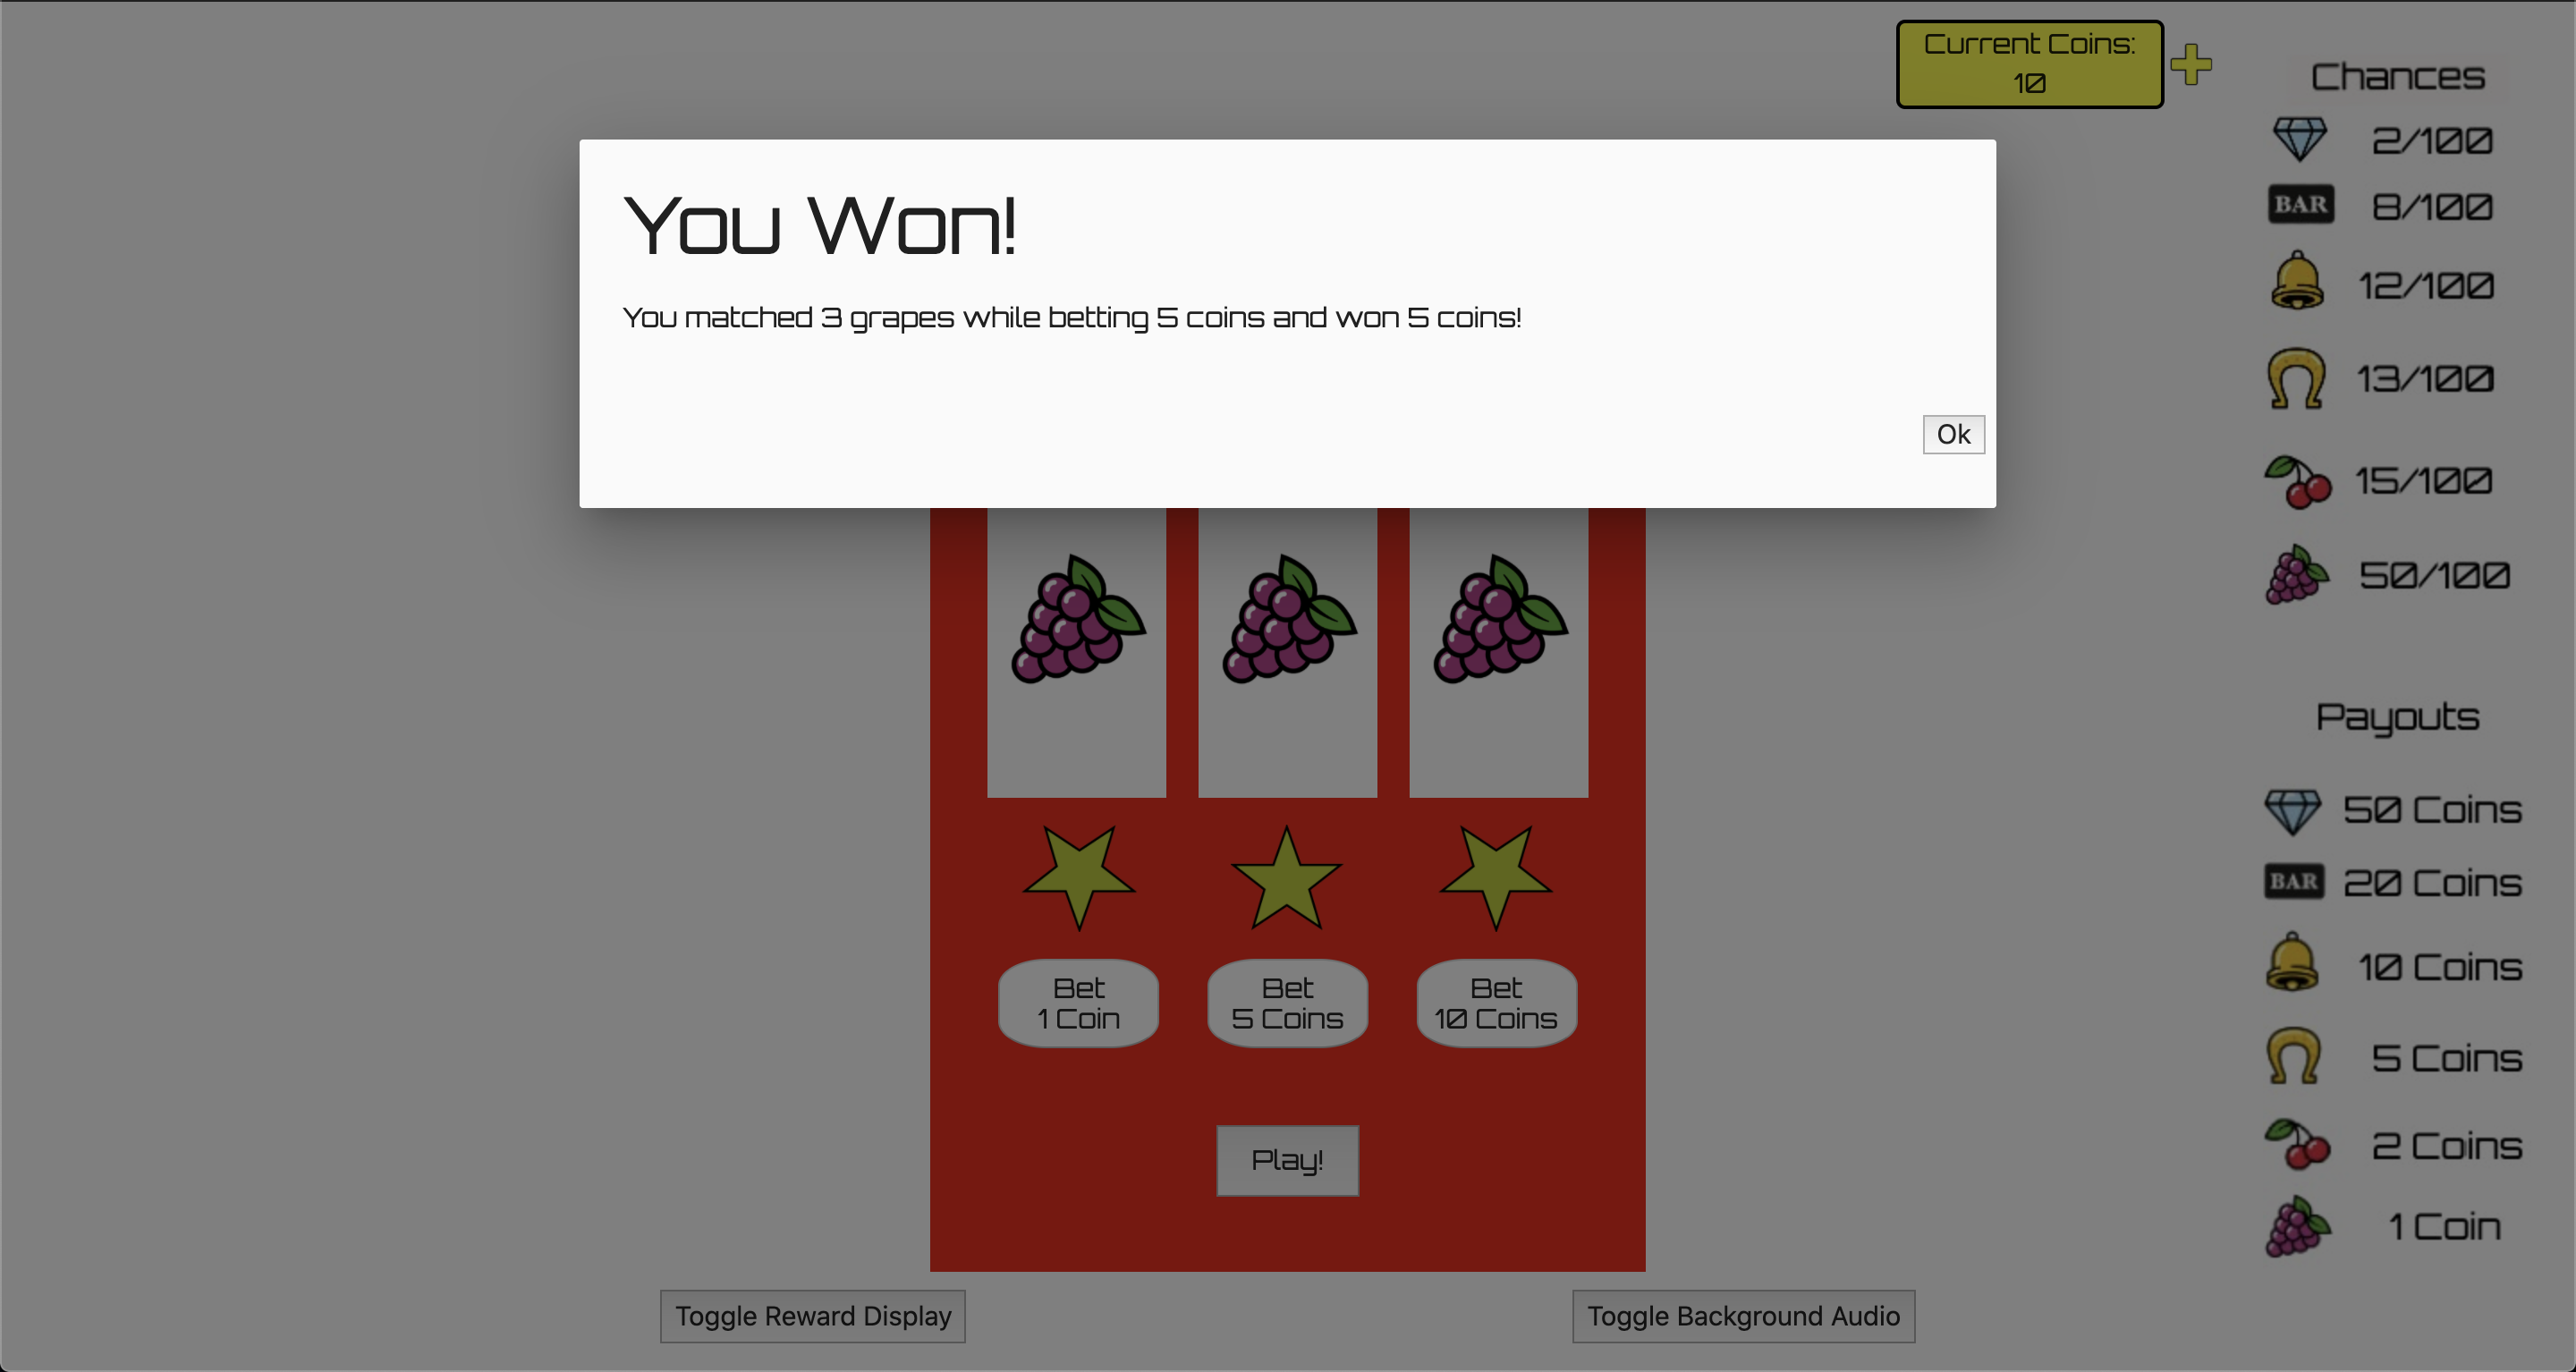 Current Coins:
10
You Won!
You matched 3 grapes while betting 5 coins and won 5 coins!
Ok
Bet
1 Coin
Bet
5 Coins
Bet
10 Coins
Play!
Toggle Reward Display
Toggle Background Audio
Chances
2/100
BAR 8/100
12/100
13/100
15/100
50/100
Payouts
50 Coins
BAR 20 Coins
10 Coins
5 Coins
2 Coins
1 Coin